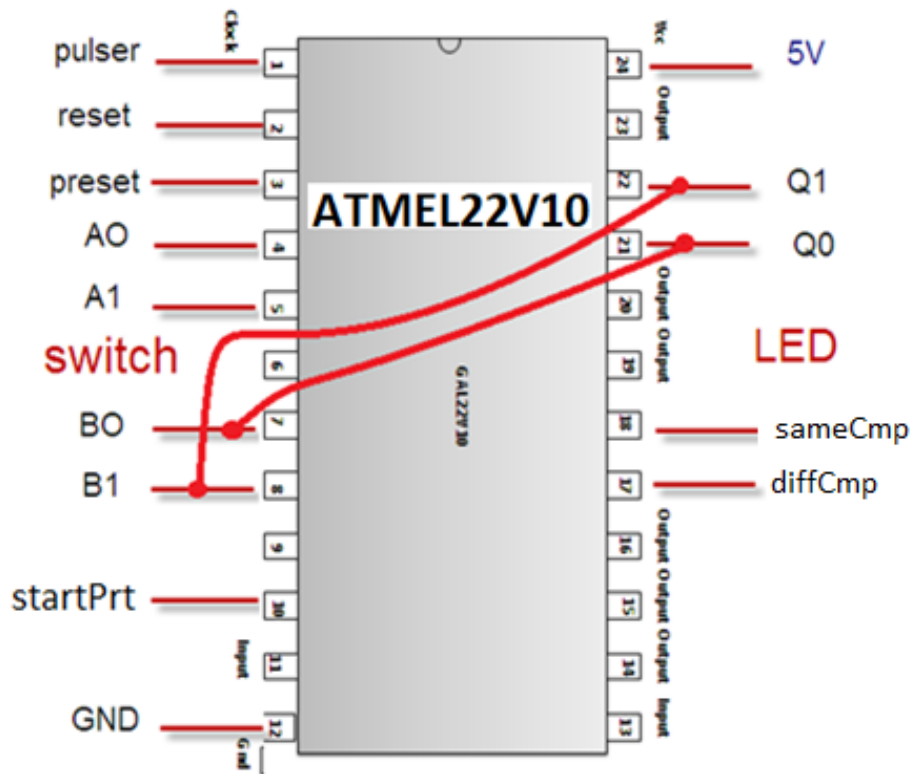 Clock
Vcc
pulser
1
24
5V
reset
2
23
Output
preset
3
22
Q1
ATMEL22V10
AO
4
21
Q0
A1
5
20
Output
Output
switch
6
19
LED
GAL22V10
BO
7
18
sameCmp
B1
8
17
diffCmp
9
16
Output
startPrt
10
15
Output
Input
11
14
Output
GND
12
13
Input
Gnd